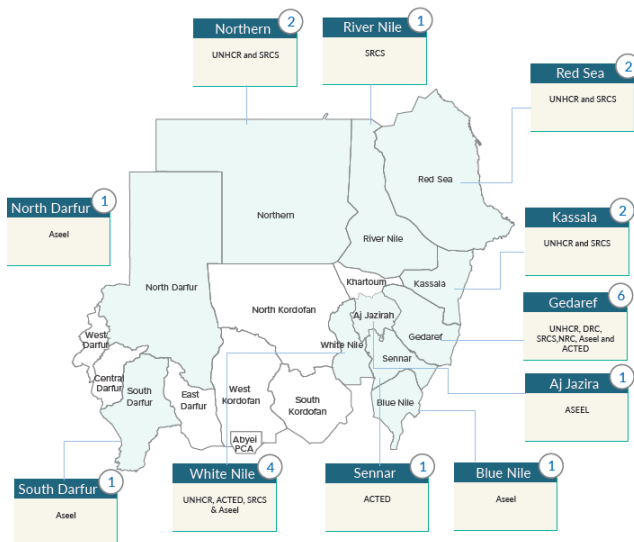 Northern
2
UNHCR and SRCS
River Nile
1
SRCS
Red Sea
2
UNHCR and SRCS
North Darfur
1
Aseel
Kassala
2
UNHCR and SRCS
Gedaref
6
UNHCR, DRC,
SRCS,NRC, Aseel and
ACTED
Aj Jazira
1
ASEEL
Red Sea
Northern
River Nile
North Darfur
Khartoum
Kassala
North Kordofan
Aj Jazirah
Gedaref
West
Darfur
White Nile
Sennar
Central
Darfur
South
Darfur
East
Darfur
West
Kordofan
South
Kordofan
Blue Nile
Abyei
PCA
South Darfur
1
Aseel
White Nile
4
UNHCR, ACTED, SRCS
& Aseel
Sennar
1
ACTED
Blue Nile
1
Aseel